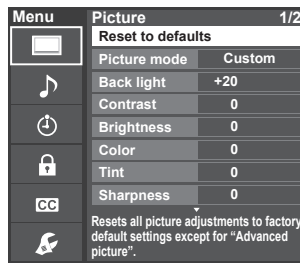 Menu
Picture 1/2
Reset to defaults
Picture mode Custom
Back light +20
Contrast 0
Brightness 0
Color 0
Tint 0
Sharpness 0
CC
Resets all picture adjustments to factory
default settings except for “Advanced
picture”.